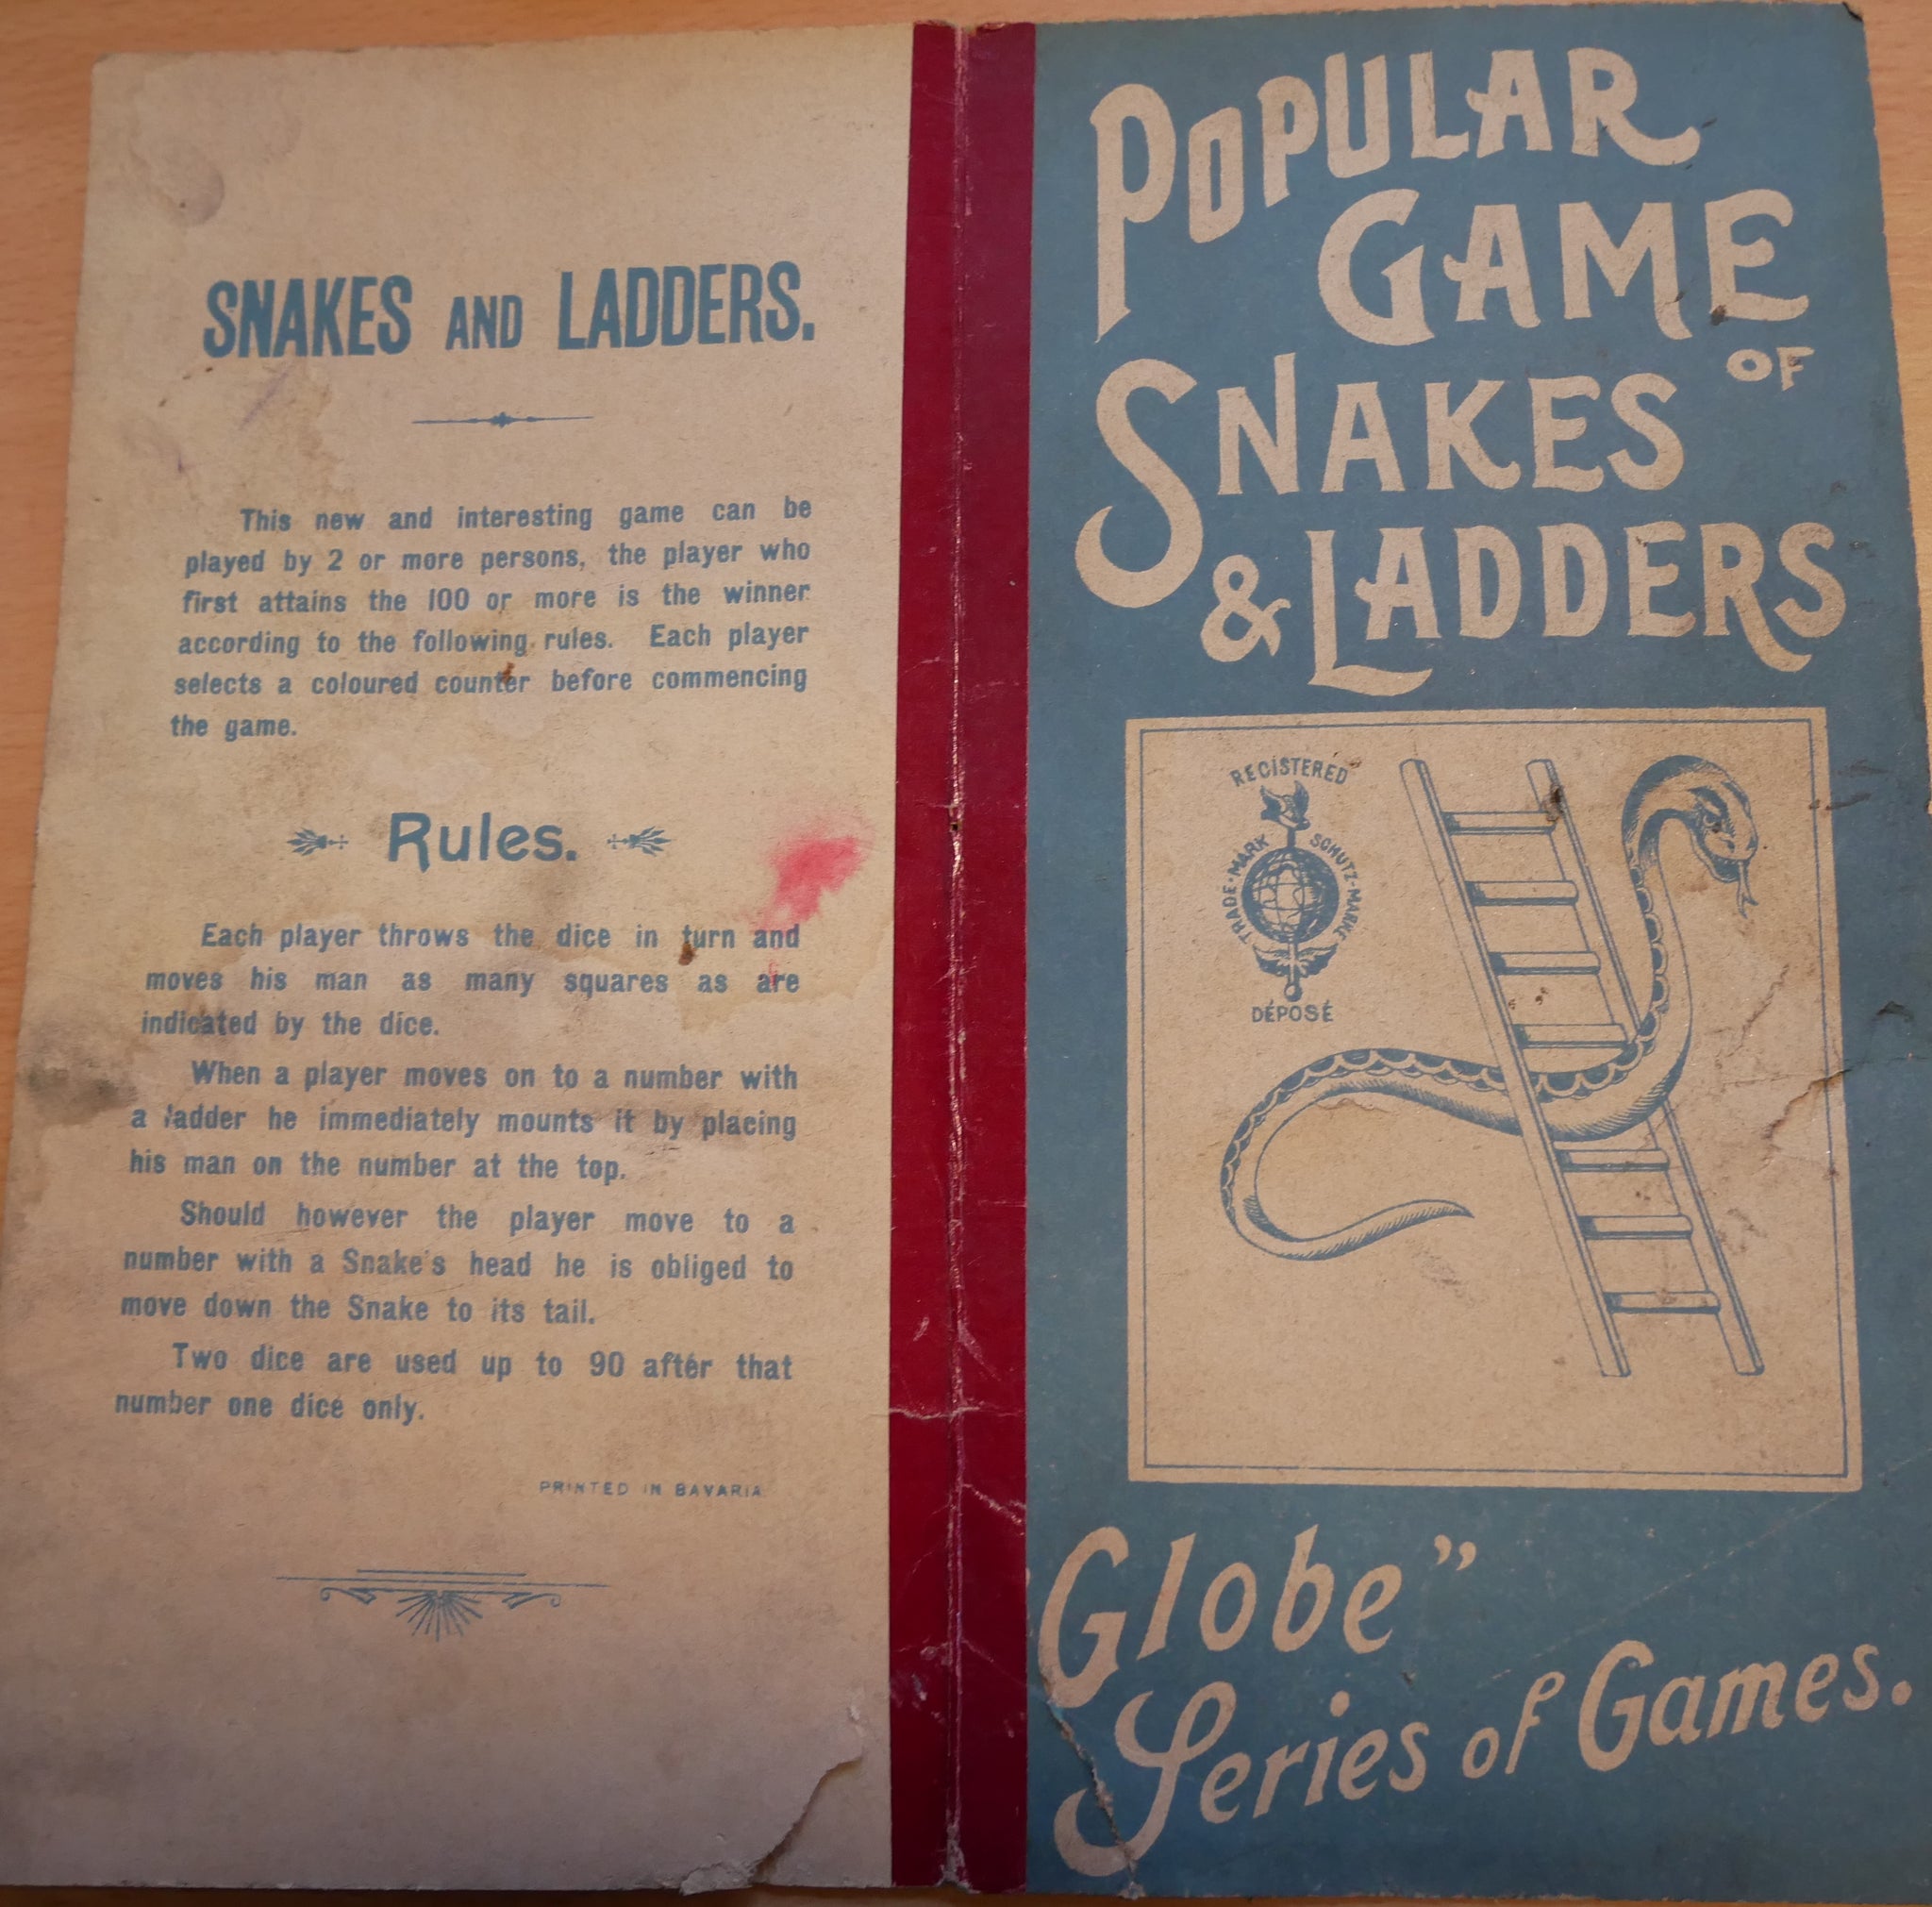 SNAKES AND LADDERS.
This new and interesting game can be
played by 2 or more persons, the player who
first attains the 100 or more is the winner
according to the following rules. Each player
selects a coloured counter before commencing
the game.
Rules.
Each player throws the dice in turn and
moves his man as many squares as are
indicated by the dice.
When a player moves on to a number with
a ladder he immediately mounts it by placing
his man on the number at the top.
Should however the player move to a
number with a Snake's head he is obliged to
move down the Snake to its tail.
Two dice are used up to 90 after that
number one dice only.
PRINTED IN BAVARIA
POPULAR
GAME
OF
SNAKES
& LADDERS
REGISTERED
TRADE-MARK
SCHUTZ-MARKE
DÉPOSÉ
Globe”
Series of Games.